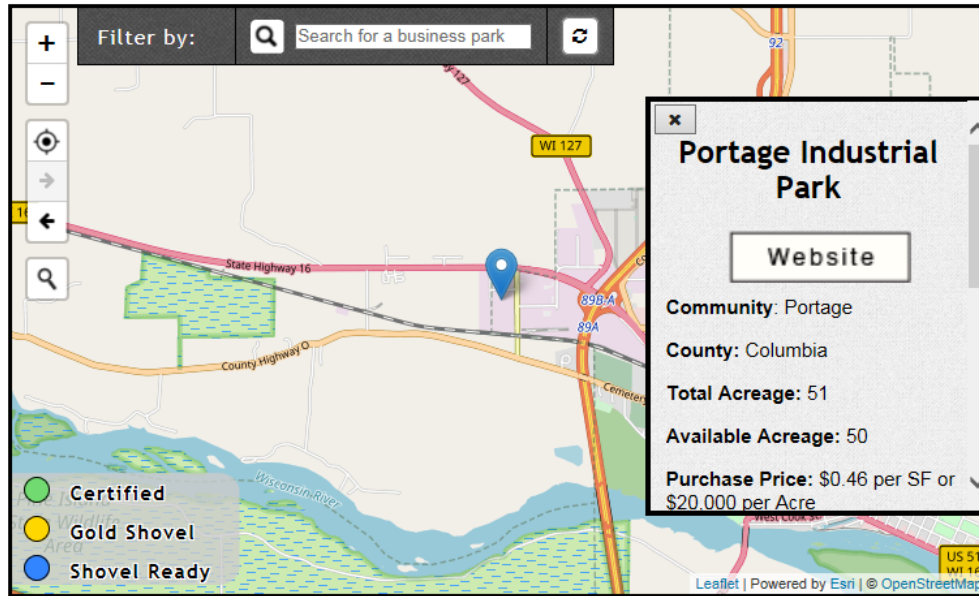 +
Filter by:
Search for a business park
−
WI 127
92
127
16
×
Portage Industrial
Park
Website
Community: Portage
County: Columbia
Total Acreage: 51
Available Acreage: 50
Purchase Price: $0.46 per SF or
$20,000 per Acre
State Highway 16
89B-A
89A
County Highway O
Cemetery
Wisconsin River
Certified
Wildlife
Gold Shovel
Area
Shovel Ready
West Cook
US 51
WI 16
Leaflet | Powered by Esri | © OpenStreetMap